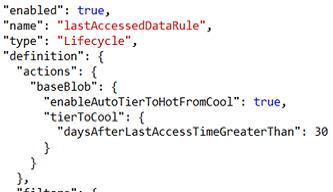 "enabled": true,
"name": "lastAccessedDataRule",
"type": "Lifecycle",
"definition": {
"actions": {
"baseBlob": {
"enableAutoTierToHotFromCool": true,
"tierToCool": {
"daysAfterLastAccessTimeGreaterThan": 30
}
}
},
"filters": {